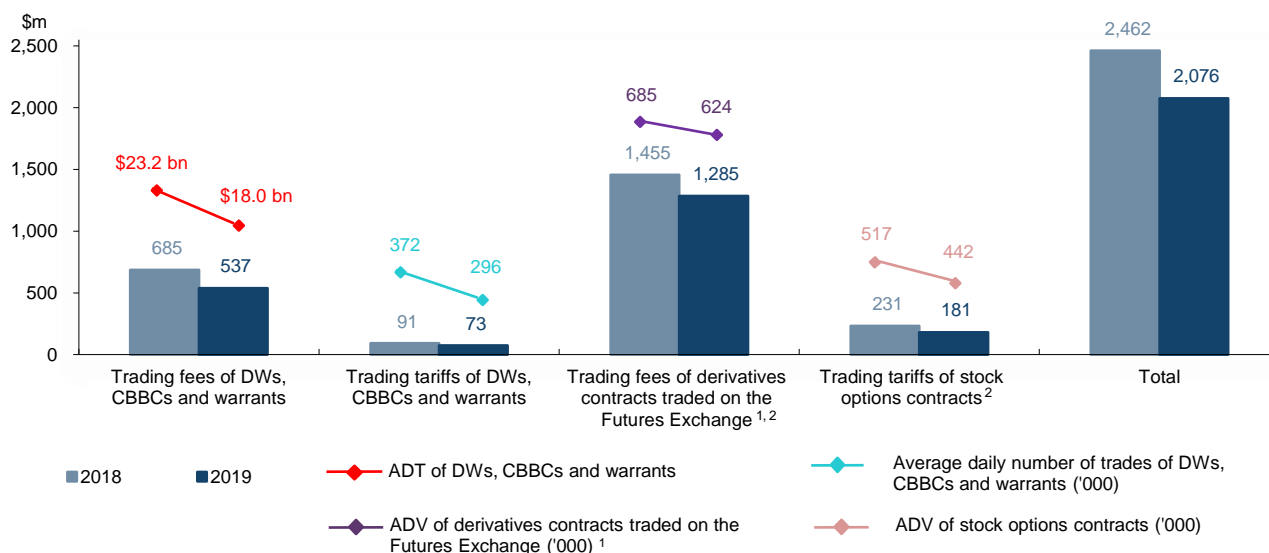 $m
2,500
2,000
1,500
1,000
500
0
$23.2 bn
$18.0 bn
685
537
372
296
91
73
685
624
1,455
1,285
517
442
231
181
2,462
2,076
Trading fees of DWs,
CBBCs and warrants
Trading tariffs of DWs,
CBBCs and warrants
Trading fees of derivatives
contracts traded on the
Futures Exchange 1, 2
Trading tariffs of stock
options contracts 2
Total
2018
2019
ADT of DWs, CBBCs and warrants
Average daily number of trades of DWs,
CBBCs and warrants ('000)
ADV of derivatives contracts traded on the
Futures Exchange ('000) 1
ADV of stock options contracts ('000)